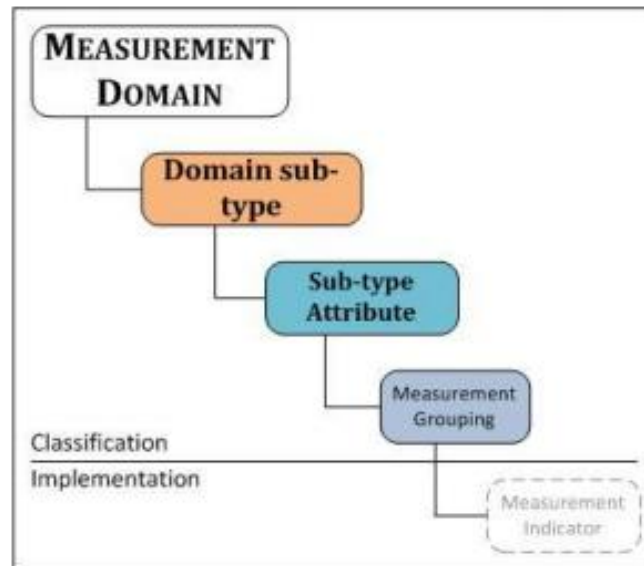 MEASUREMENT
DOMAIN
Domain sub-
type
Sub-type
Attribute
Measurement
Grouping
Classification
Implementation
Measurement
Indicator